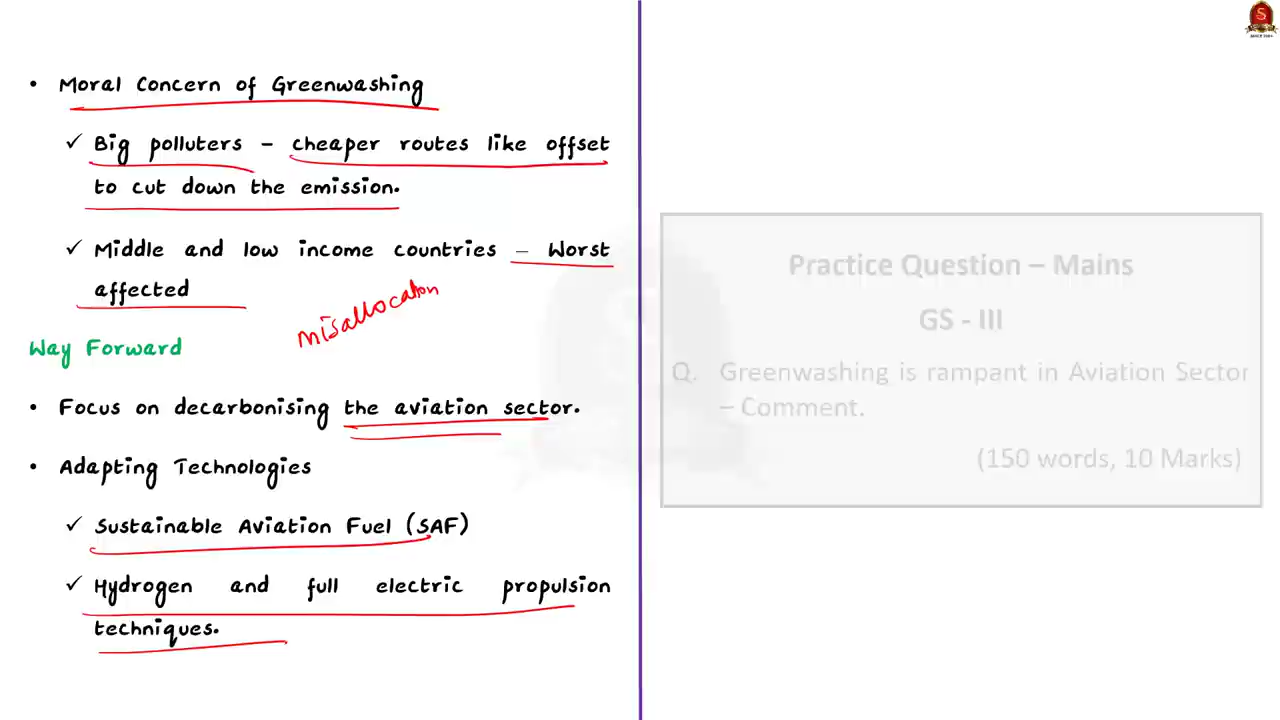 • Moral Concern of Greenwashing
✓ Big polluters – cheaper routes like offset
to cut down the emission.
✓ Middle and low income countries – Worst
affected
misallocation
Way Forward
• Focus on decarbonising the aviation sector.
• Adapting Technologies
✓ Sustainable Aviation Fuel (SAF)
✓ Hydrogen and full electric propulsion
techniques.
Practice Question – Mains
GS - III
Q. Greenwashing is rampant in Aviation Sector
– Comment.
(150 words, 10 Marks)